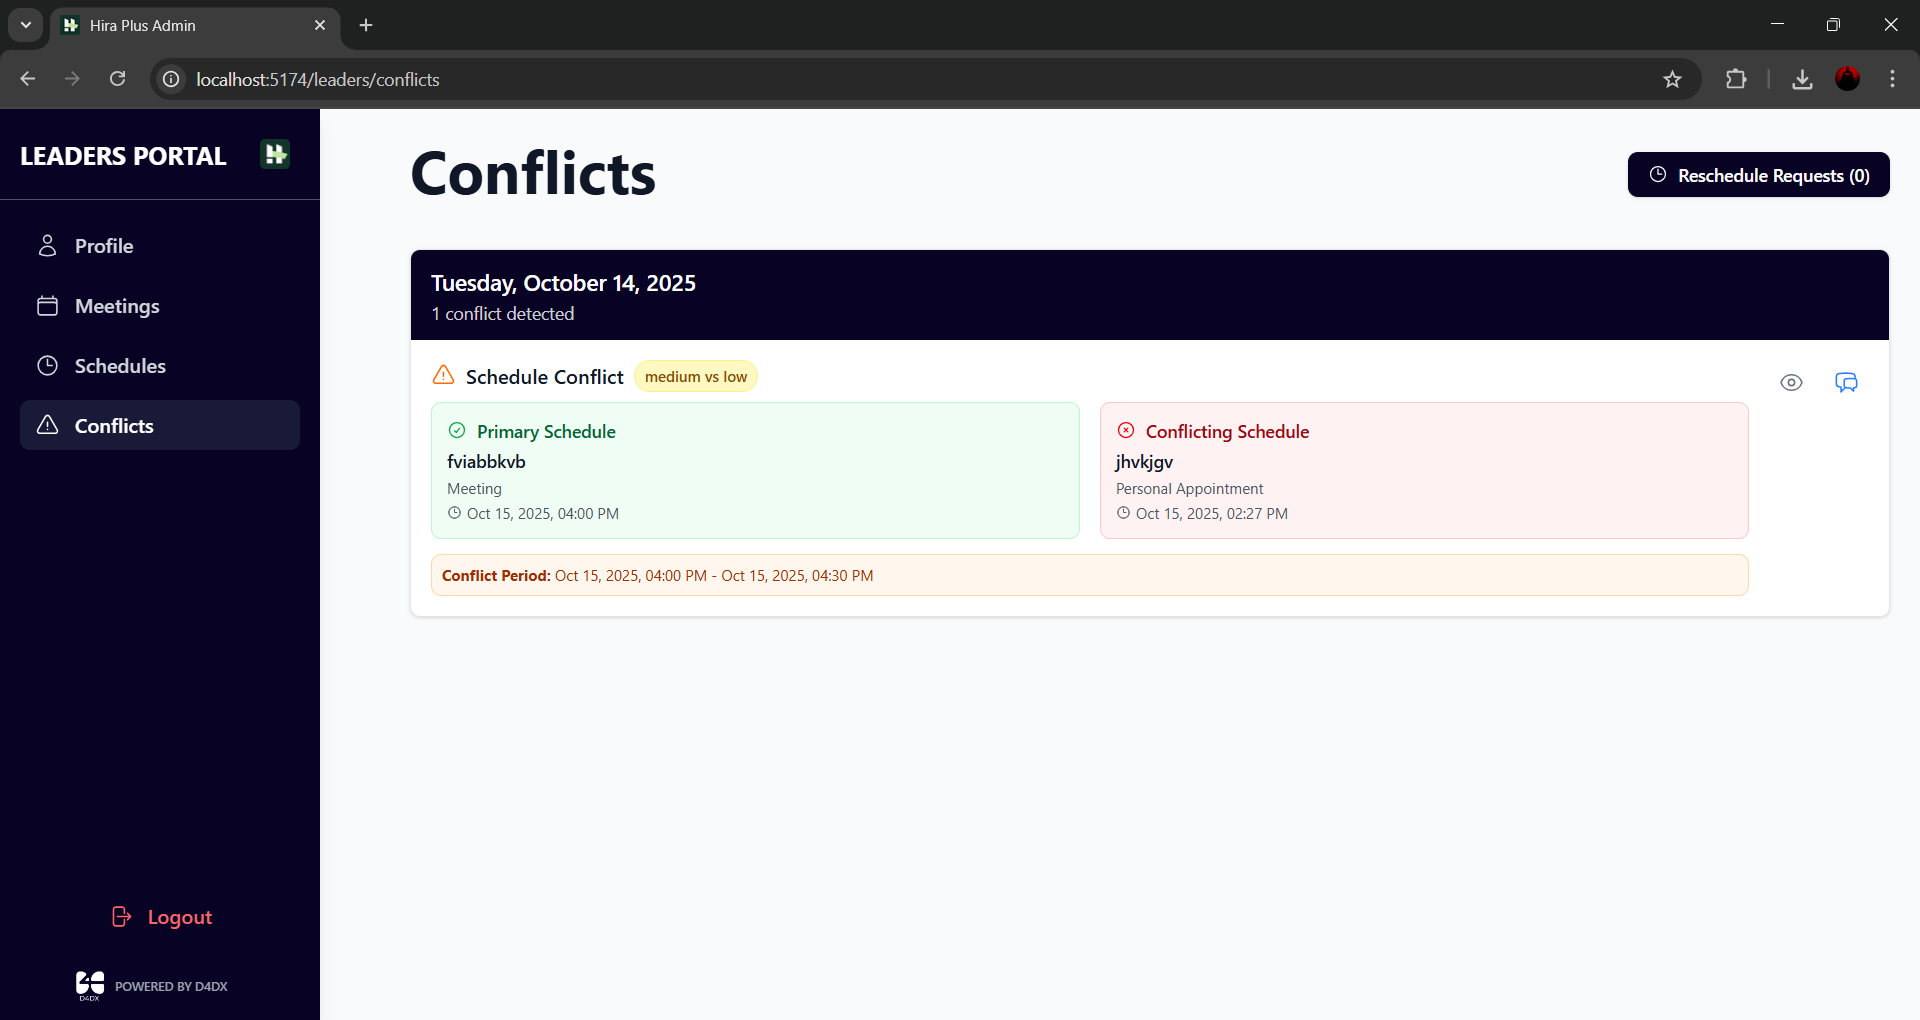 Hira Plus Admin
localhost:5174/leaders/conflicts
LEADERS PORTAL
Profile
Meetings
Schedules
Conflicts
Logout
D4DX
POWERED BY D4DX
Conflicts
Reschedule Requests (0)
Tuesday, October 14, 2025
1 conflict detected
Schedule Conflict
medium vs low
Primary Schedule
fviabbkvb
Meeting
Oct 15, 2025, 04:00 PM
Conflicting Schedule
jhvkjgv
Personal Appointment
Oct 15, 2025, 02:27 PM
Conflict Period: Oct 15, 2025, 04:00 PM - Oct 15, 2025, 04:30 PM